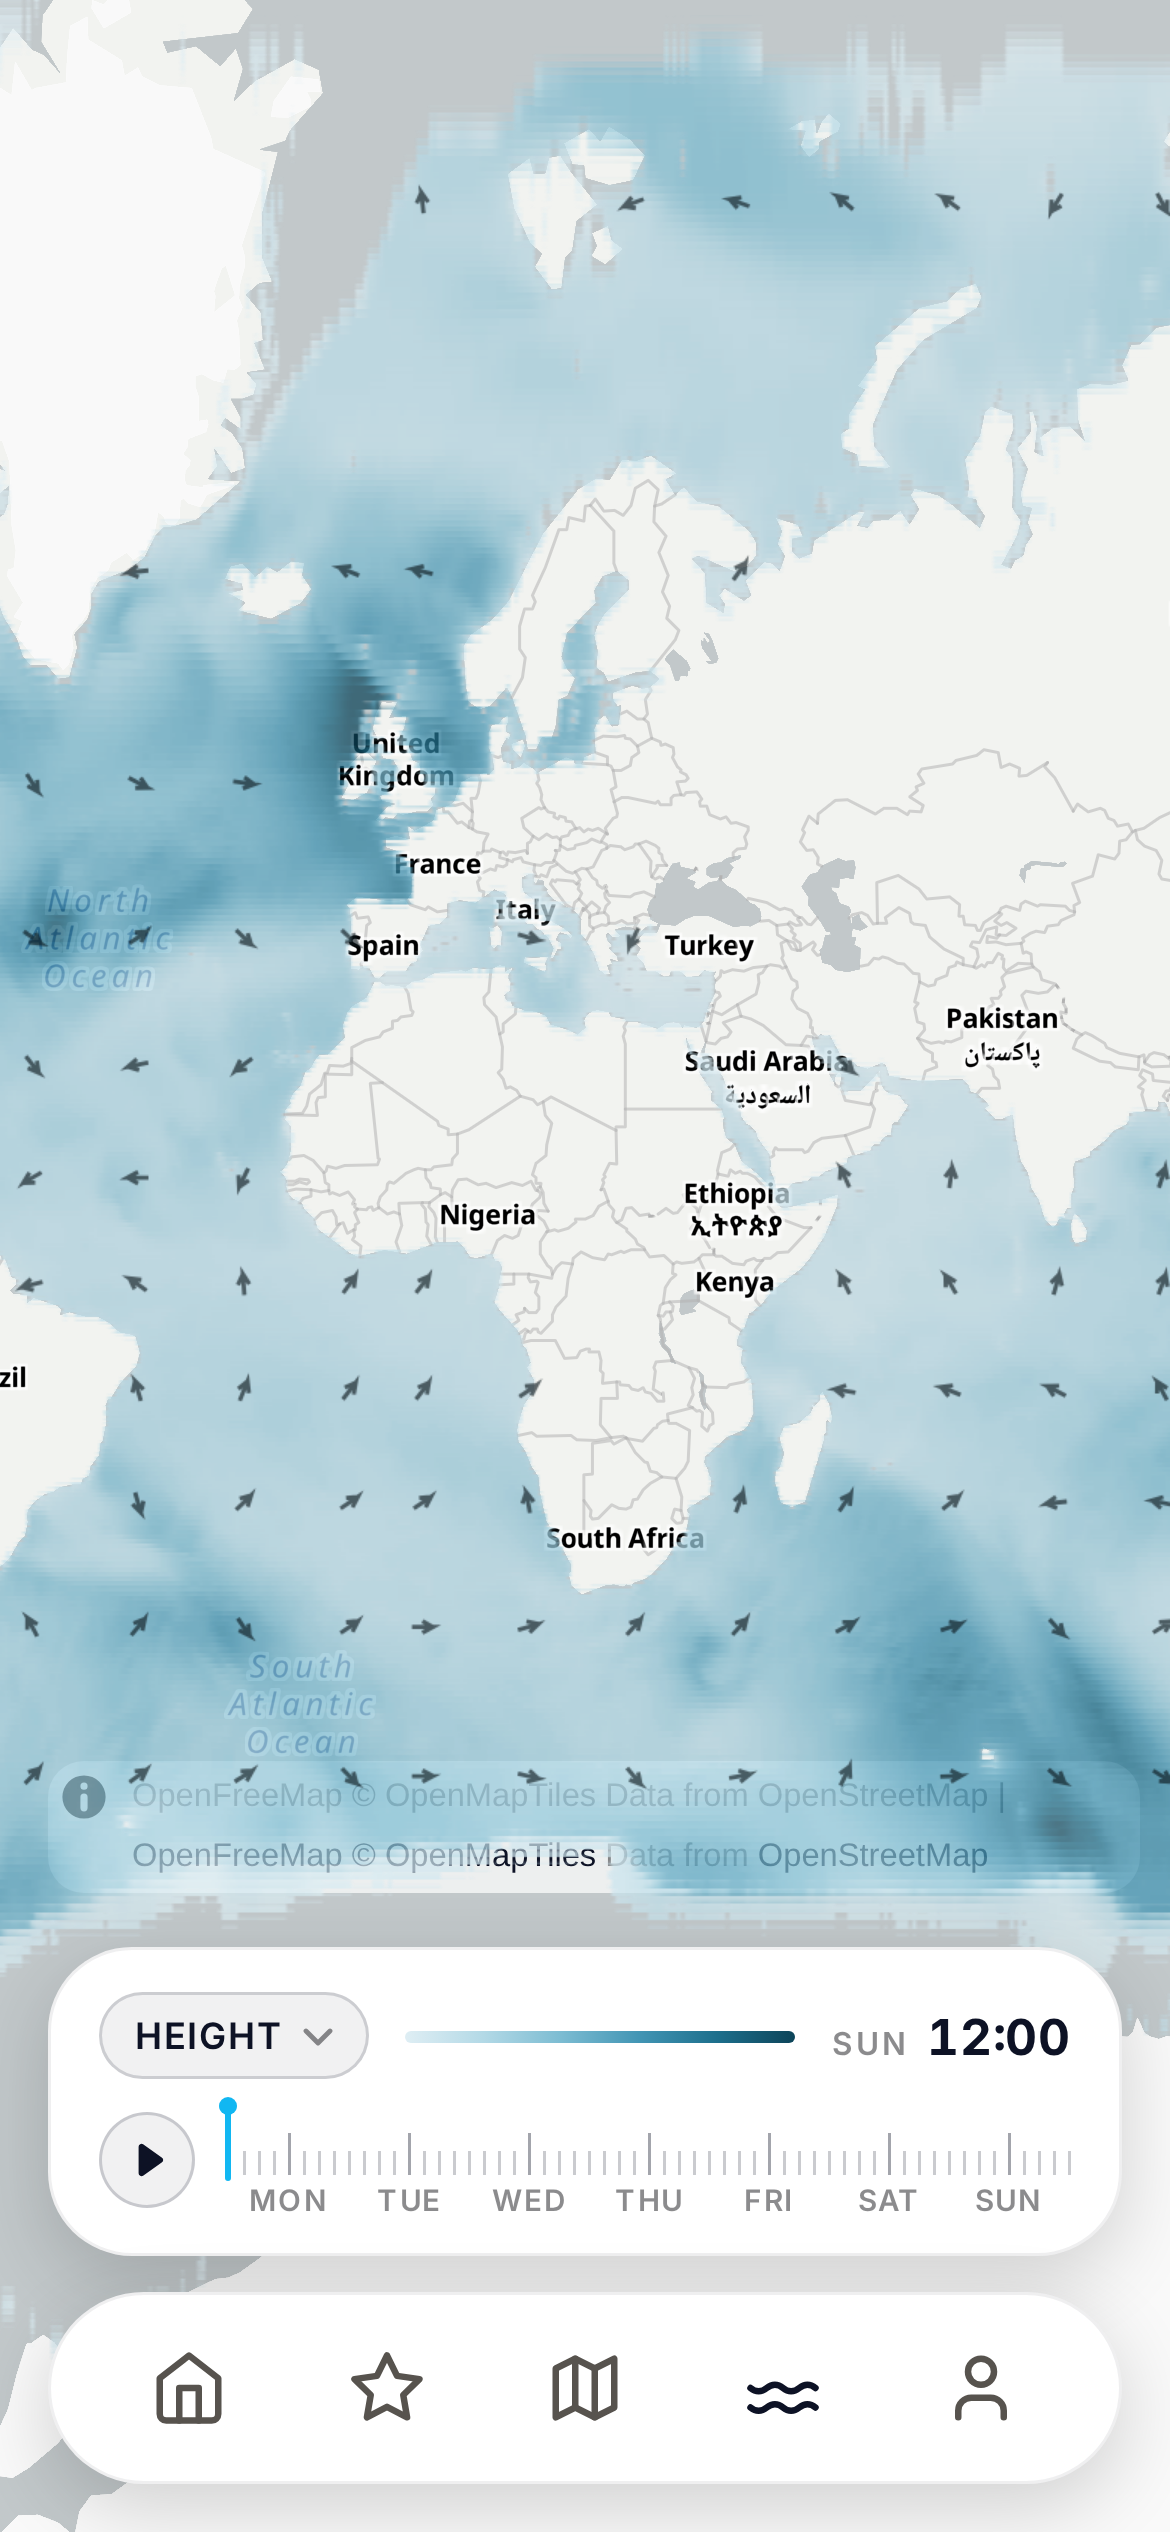 United
Kingdom
France
North
Atlantic
Ocean
Italy
Spain
Turkey
Pakistan
پاکستان
Saudi Arabia
السعودية
Ethiopia
ኢትዮጵያ
Nigeria
Kenya
zil
South Africa
South
Atlantic
Ocean
OpenFreeMap © OpenMapTiles Data from OpenStreetMap |
OpenFreeMap © OpenMapTiles Data from OpenStreetMap
HEIGHT
SUN 12:00
MON TUE WED THU FRI SAT SUN